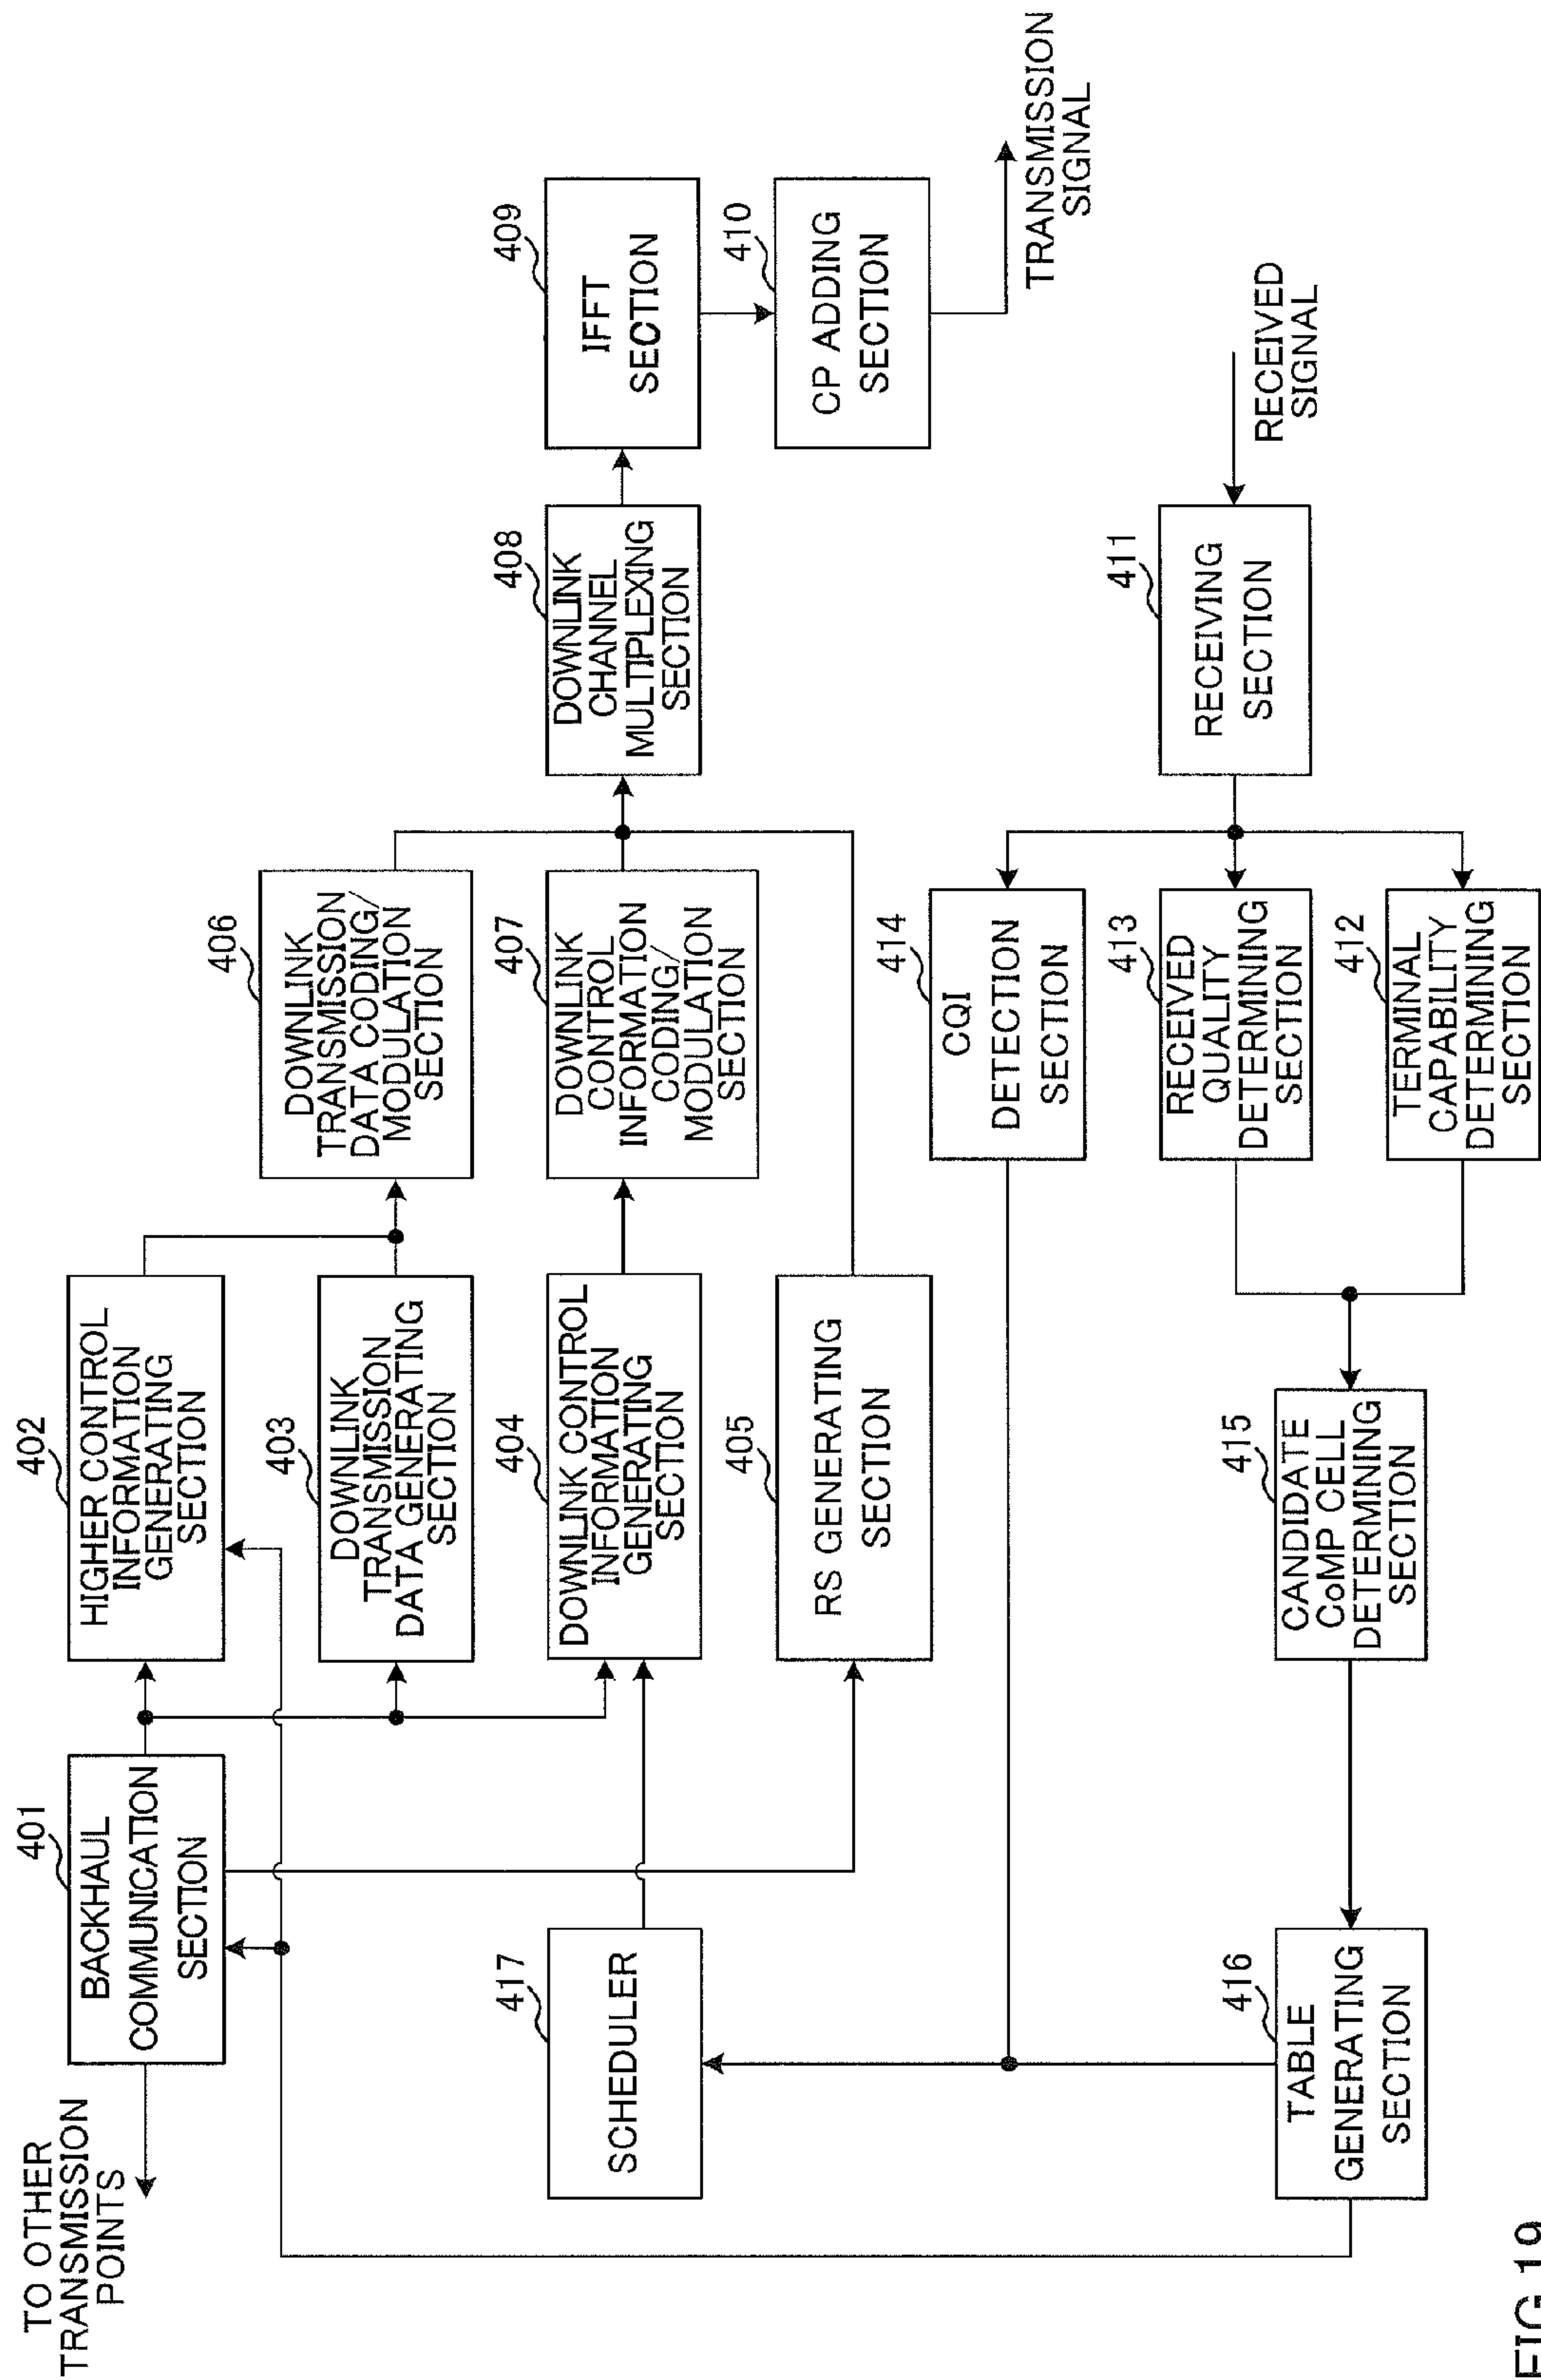 TO OTHER
TRANSMISSION
POINTS
401
BACKHAUL
COMMUNICATION
SECTION
402
HIGHER CONTROL
INFORMATION
GENERATING
SECTION
403
DOWNLINK
TRANSMISSION
DATA GENERATING
SECTION
404
DOWNLINK CONTROL
INFORMATION
GENERATING
SECTION
405
RS GENERATING
SECTION
406
DOWNLINK
TRANSMISSION/
DATA CODING/
MODULATION
SECTION
407
DOWNLINK
CONTROL
INFORMATION/
CODING/
MODULATION
SECTION
408
DOWNLINK
CHANNEL
MULTIPLEXING
SECTION
409
IFFT
SECTION
410
CP ADDING
SECTION
TRANSMISSION
SIGNAL
RECEIVED
SIGNAL
411
RECEIVING
SECTION
414
CQI
DETECTION
SECTION
413
RECEIVED
QUALITY
DETERMINING
SECTION
412
TERMINAL
CAPABILITY
DETERMINING
SECTION
415
CANDIDATE
CoMP CELL
DETERMINING
SECTION
416
TABLE
GENERATING
SECTION
417
SCHEDULER
FIG.19